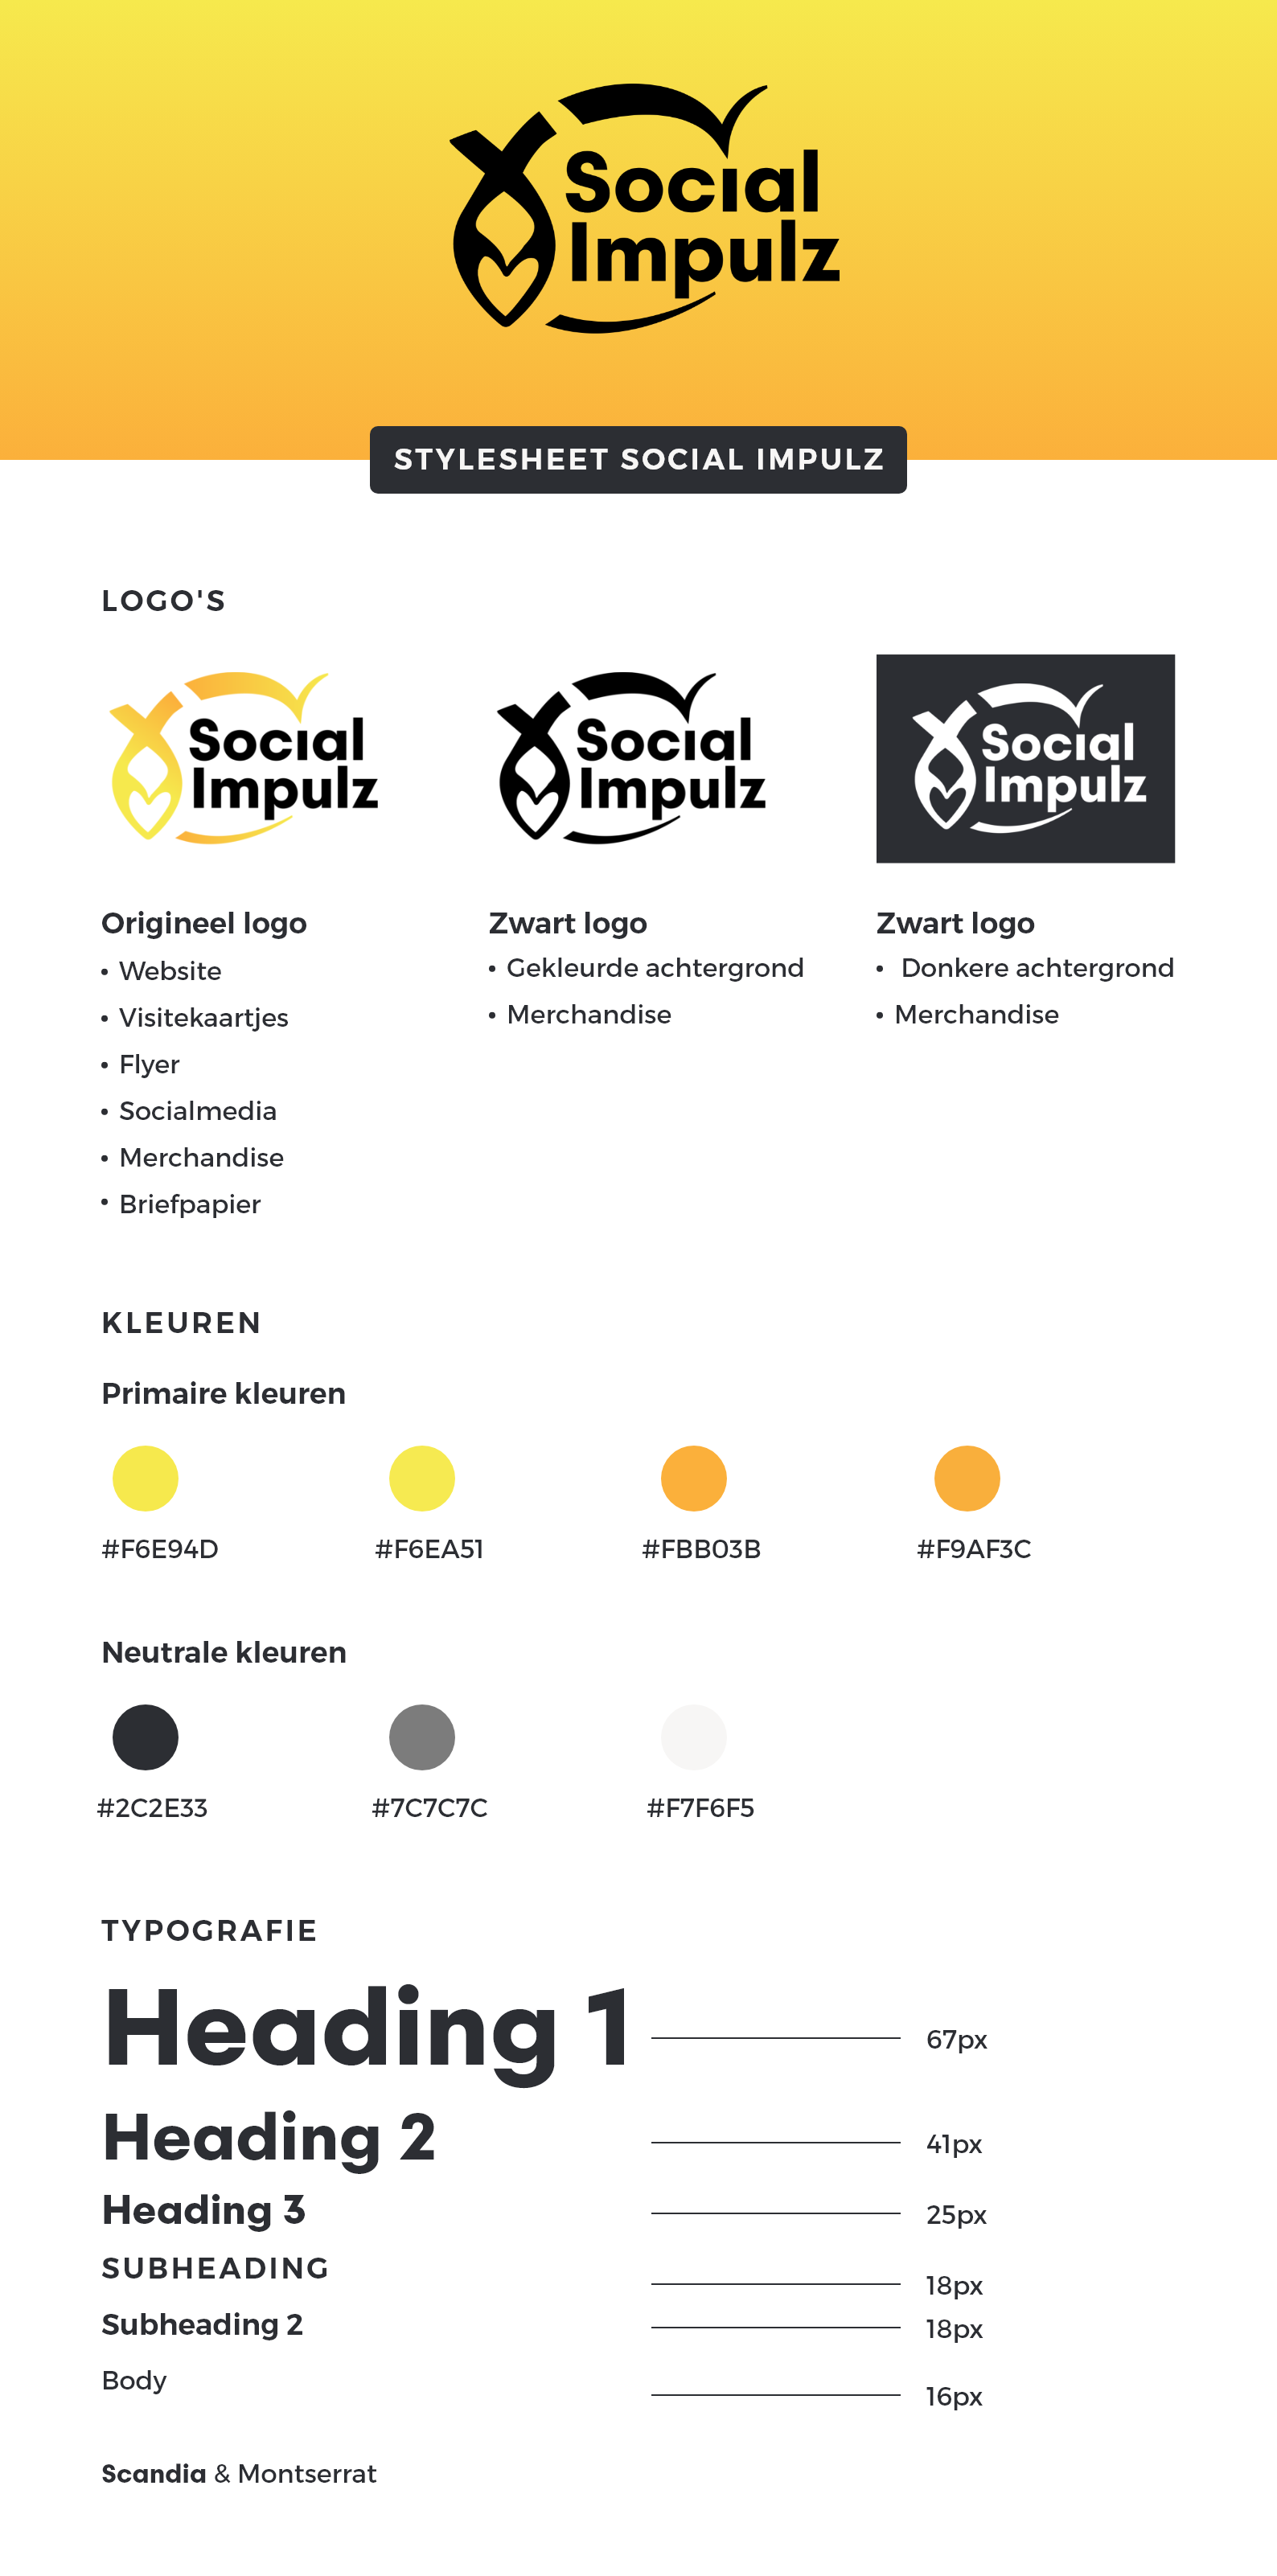 Social
Impulz
STYLESHEET SOCIAL IMPULZ
LOGO'S
Social
Impulz
Social
Impulz
Social
Impulz
Origineel logo
• Website
• Visitekaartjes
• Flyer
• Socialmedia
• Merchandise
• Briefpapier
Zwart logo
• Gekleurde achtergrond
• Merchandise
Zwart logo
• Donkere achtergrond
• Merchandise
KLEUREN
Primaire kleuren
#F6E94D #F6EA51 #FBB03B #F9AF3C
Neutrale kleuren
#2C2E33 #7C7C7C #F7F6F5
TYPOGRAFIE
Heading 1 67px
Heading 2 41px
Heading 3 25px
SUBHEADING 18px
Subheading 2 18px
Body 16px
Scandia & Montserrat